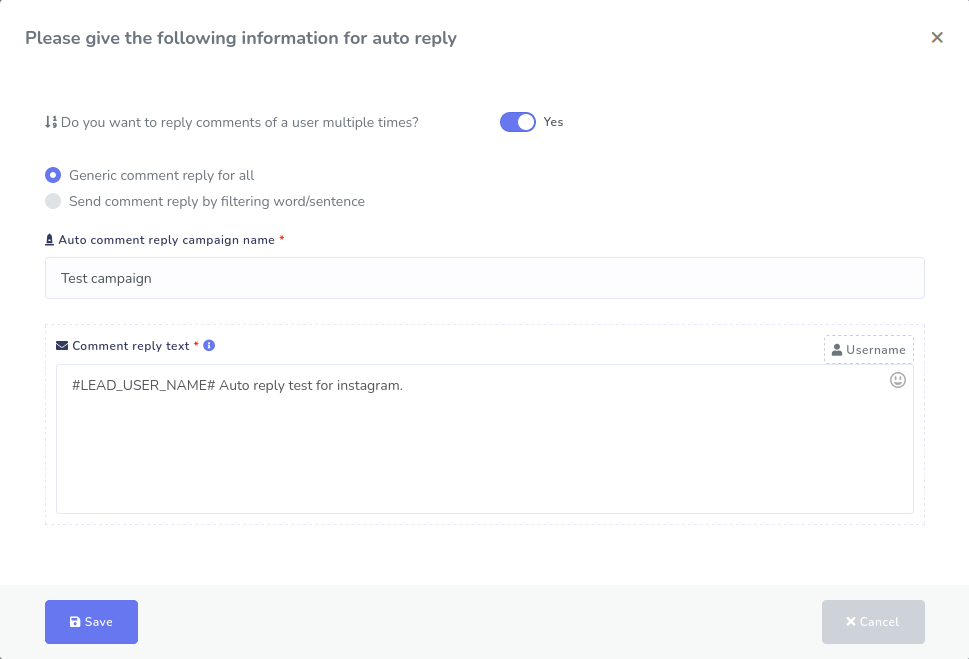 Please give the following information for auto reply
Do you want to reply comments of a user multiple times?
Yes
Generic comment reply for all
Send comment reply by filtering word/sentence
Auto comment reply campaign name *
Test campaign
Comment reply text *
Username
#LEAD_USER_NAME# Auto reply test for instagram.
Save
Cancel